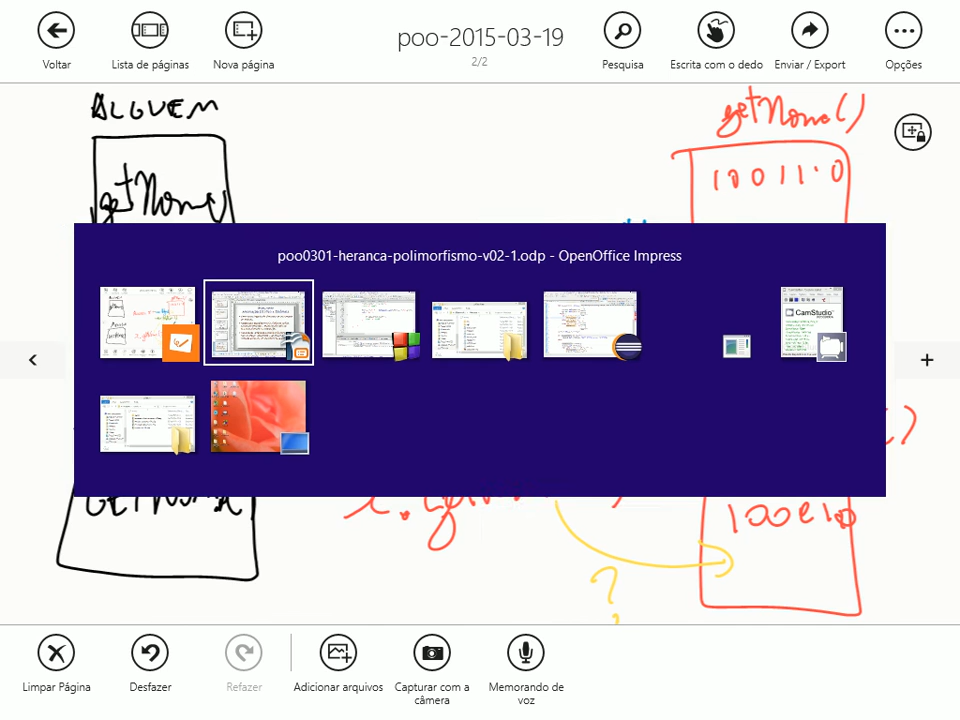 poo-2015-03-19
2/2
Voltar
Lista de páginas
Nova página
Pesquisa
Escrita com o dedo
Enviar / Export
Opções
ALGUEM
getNome()
getNome()
poo0301-heranca-polimorfismo-v02-1.odp - OpenOffice Impress
CamStudio
?
Limpar Página
Desfazer
Refazer
Adicionar arquivos
Capturar com a
câmera
Memorando de
voz